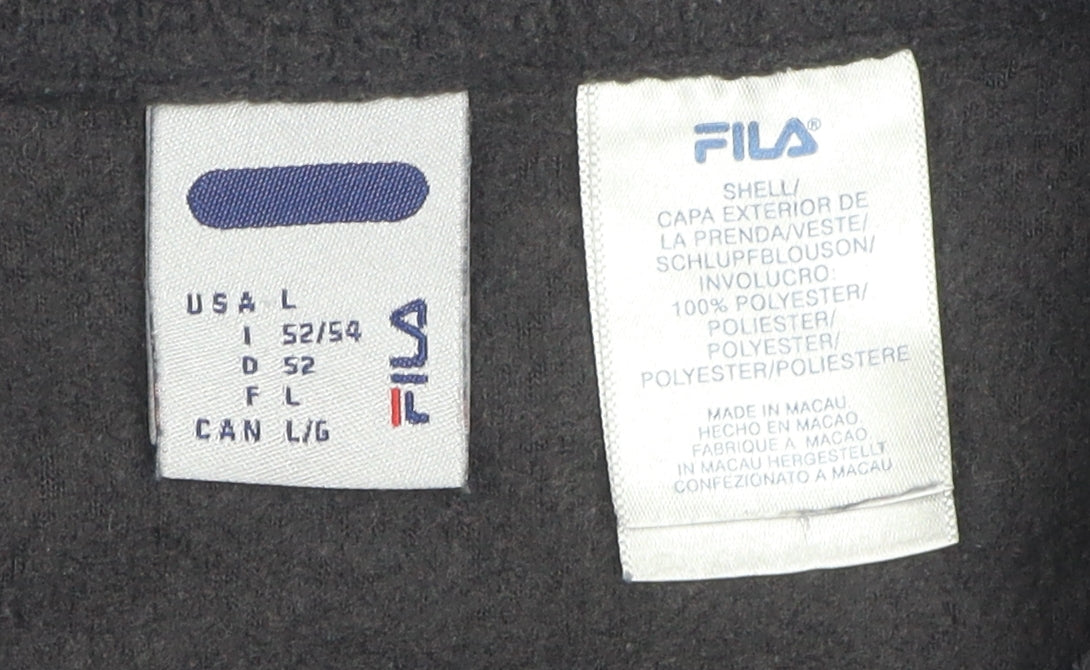 USA L
I 52/54
D 52
F L
CAN L/G
FILA
FILA®
SHELL/
CAPA EXTERIOR DE
LA PRENDA/VESTE/
SCHLUPFBLOUSON/
INVOLUCRO:
100% POLYESTER/
POLIESTER/
POLYESTER/
POLYESTER/POLIESTERE
MADE IN MACAU.
HECHO EN MACAO
FABRIQUE A MACAO
IN MACAU HERGESTELLT
CONFEZIONATO A MACAU